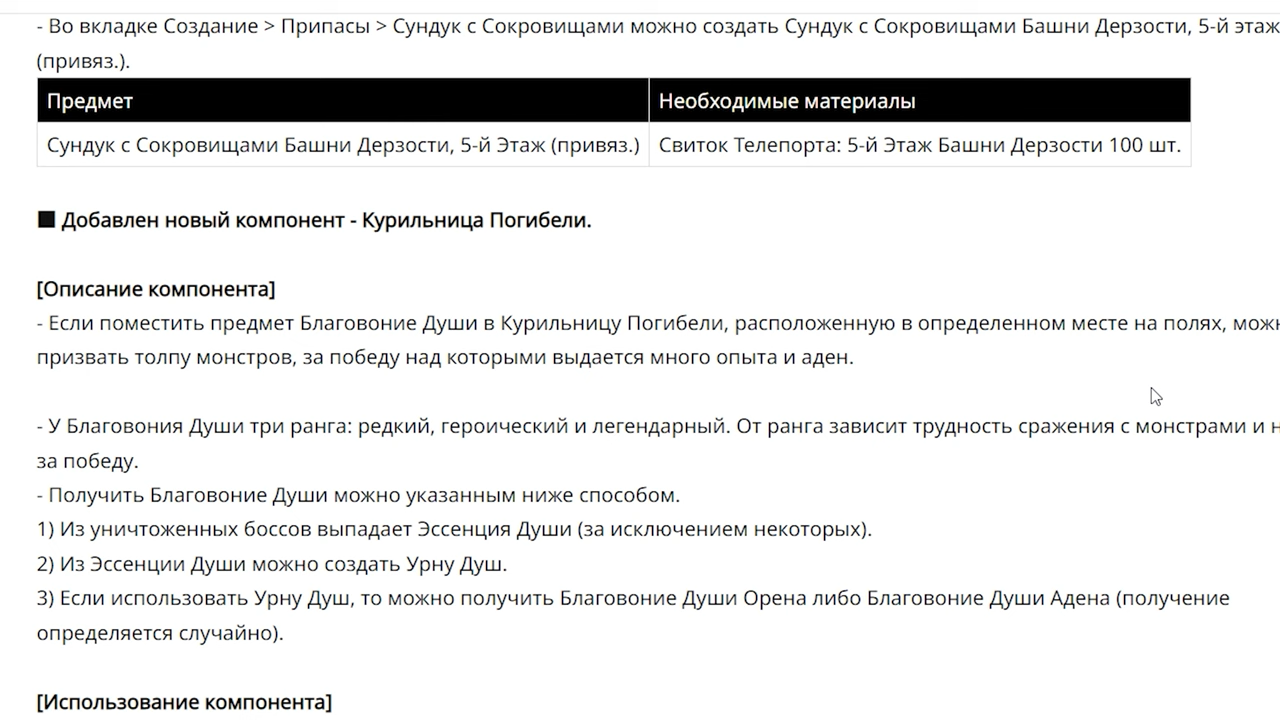 - Во вкладке Создание > Припасы > Сундук с Сокровищами можно создать Сундук с Сокровищами Башни Дерзости, 5-й этаж
(привяз.).
Предмет Необходимые материалы
Сундук с Сокровищами Башни Дерзости, 5-й Этаж (привяз.) Свиток Телепорта: 5-й Этаж Башни Дерзости 100 шт.
■ Добавлен новый компонент - Курильница Погибели.
[Описание компонента]
- Если поместить предмет Благовоние Души в Курильницу Погибели, расположенную в определенном месте на полях,
призвать толпу монстров, за победу над которыми выдается много опыта и аден.
- У Благовония Души три ранга: редкий, героический и легендарный. От ранга зависит трудность сражения с монстрами и
за победу.
- Получить Благовоние Души можно указанным ниже способом.
1) Из уничтоженных боссов выпадает Эссенция Души (за исключением некоторых).
2) Из Эссенции Души можно создать Урну Душ.
3) Если использовать Урну Душ, то можно получить Благовоние Души Орена либо Благовоние Души Адена (получение
определяется случайно).
[Использование компонента]